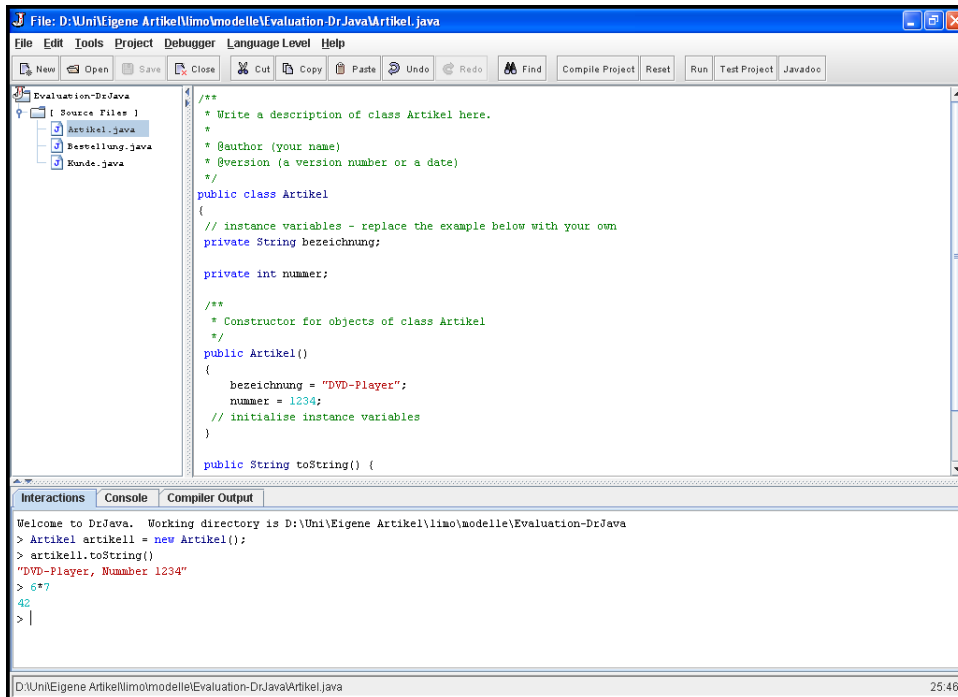 File: D:\Uni\Eigene Artikel\limo\modelle\Evaluation-DrJava\Artikel.java
File Edit Tools Project Debugger Language Level Help
New Open Save Close Cut Copy Paste Undo Redo Find Compile Project Reset Run Test Project Javadoc
Evaluation-DrJava
[ Source Files ]
Artikel.java
Bestellung.java
Kunde.java
/**
* Write a description of class Artikel here.
*
* @author (your name)
* @version (a version number or a date)
*/
public class Artikel
{
// instance variables - replace the example below with your own
private String bezeichnung;
private int nummer;
/**
* Constructor for objects of class Artikel
*/
public Artikel()
{
bezeichnung = "DVD-Player";
nummer = 1234;
// initialise instance variables
}
public String toString() {
Interactions Console Compiler Output
Welcome to DrJava. Working directory is D:\Uni\Eigene Artikel\limo\modelle\Evaluation-DrJava
> Artikel artikel1 = new Artikel();
> artikel1.toString()
"DVD-Player, Nummber 1234"
> 6*7
42
>
D:\Uni\Eigene Artikel\limo\modelle\Evaluation-DrJava\Artikel.java 25:46